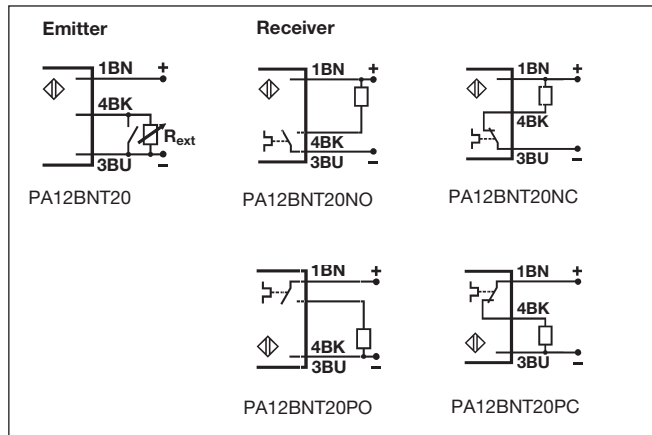 Emitter
Receiver
1BN +
4BK
Rext
3BU –
PA12BNT20
1BN +
4BK
3BU –
PA12BNT20NO
1BN +
4BK
3BU –
PA12BNT20NC
1BN +
4BK
3BU –
PA12BNT20PO
1BN +
4BK
3BU –
PA12BNT20PC